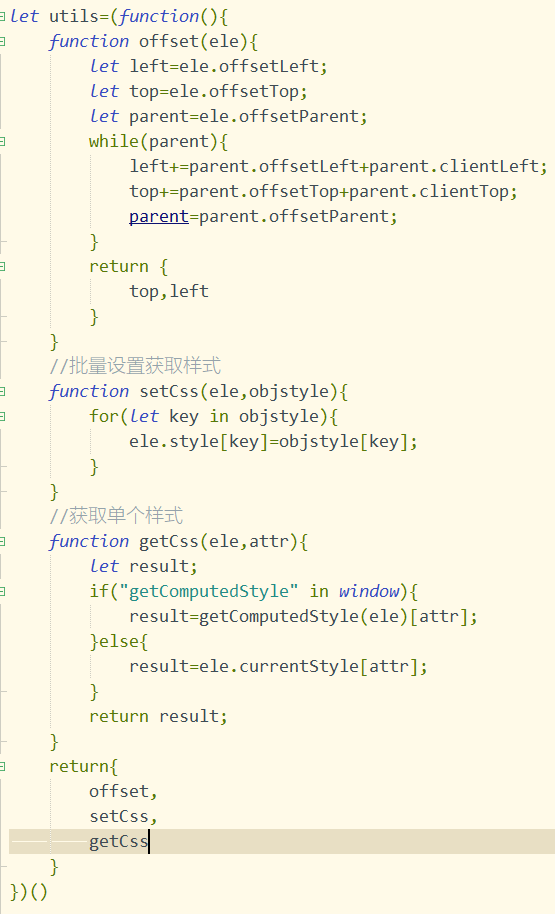 let utils=(function(){
    function offset(ele){
        let left=ele.offsetLeft;
        let top=ele.offsetTop;
        let parent=ele.offsetParent;
        while(parent){
            left+=parent.offsetLeft+parent.clientLeft;
            top+=parent.offsetTop+parent.clientTop;
            parent=parent.offsetParent;
        }
        return {
            top,left
        }
    }
    //批量设置获取样式
    function setCss(ele,objstyle){
        for(let key in objstyle){
            ele.style[key]=objstyle[key];
        }
    }
    //获取单个样式
    function getCss(ele,attr){
        let result;
        if("getComputedStyle" in window){
            result=getComputedStyle(ele)[attr];
        }else{
            result=ele.currentStyle[attr];
        }
        return result;
    }
    return{
        offset,
        setCss,
        getCss
    }
})()